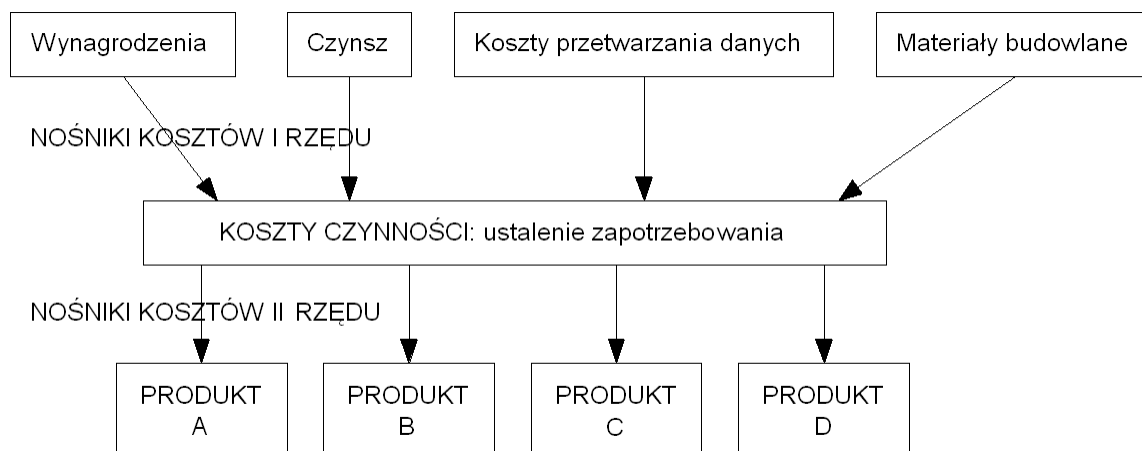 Wynagrodzenia
Czynsz
Koszty przetwarzania danych
Materiały budowlane
NOŚNIKI KOSZTÓW I RZĘDU
KOSZTY CZYNNOŚCI: ustalenie zapotrzebowania
NOŚNIKI KOSZTÓW II RZĘDU
PRODUKT
A
PRODUKT
B
PRODUKT
C
PRODUKT
D